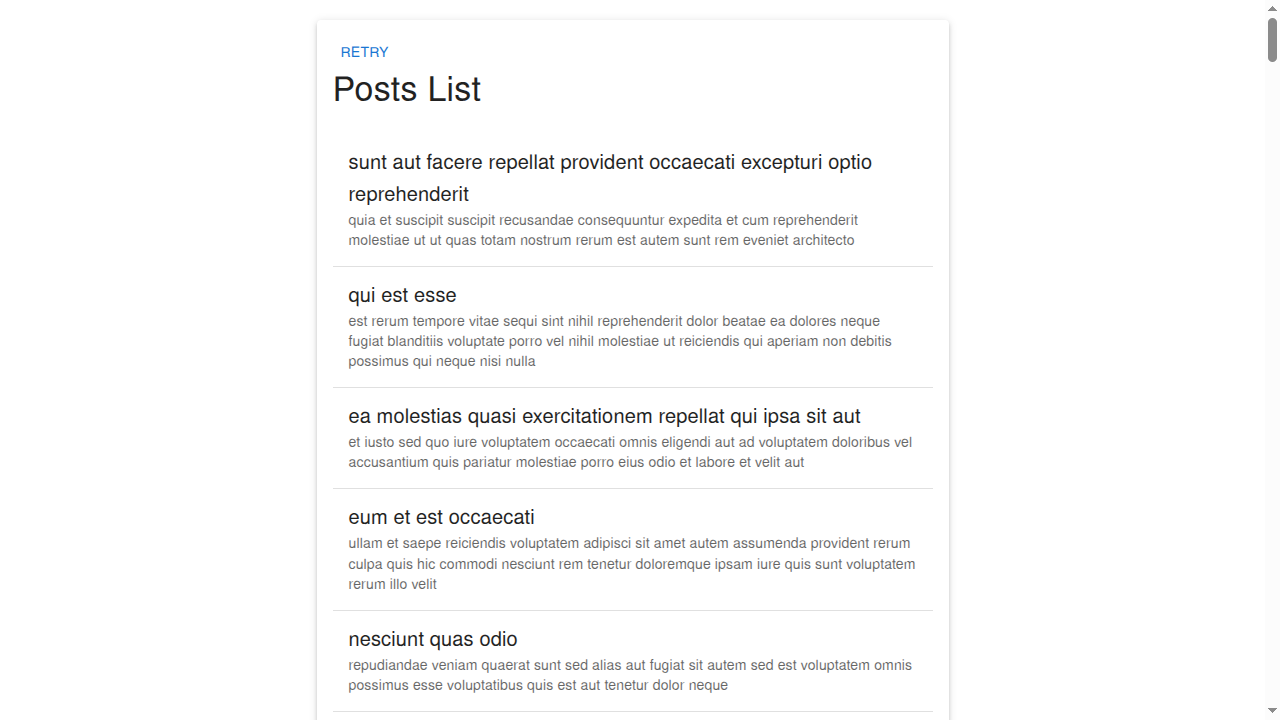 RETRY
Posts List
sunt aut facere repellat provident occaecati excepturi optio
reprehenderit
quia et suscipit suscipit recusandae consequuntur expedita et cum reprehenderit
molestiae ut ut quas totam nostrum rerum est autem sunt rem eveniet architecto
qui est esse
est rerum tempore vitae sequi sint nihil reprehenderit dolor beatae ea dolores neque
fugiat blanditiis voluptate porro vel nihil molestiae ut reiciendis qui aperiam non debitis
possimus qui neque nisi nulla
ea molestias quasi exercitationem repellat qui ipsa sit aut
et iusto sed quo iure voluptatem occaecati omnis eligendi aut ad voluptatem doloribus vel
accusantium quis pariatur molestiae porro eius odio et labore et velit aut
eum et est occaecati
ullam et saepe reiciendis voluptatem adipisci sit amet autem assumenda provident rerum
culpa quis hic commodi nesciunt rem tenetur doloremque ipsam iure quis sunt voluptatem
rerum illo velit
nesciunt quas odio
repudiandae veniam quaerat sunt sed alias aut fugiat sit autem sed est voluptatem omnis
possimus esse voluptatibus quis est aut tenetur dolor neque